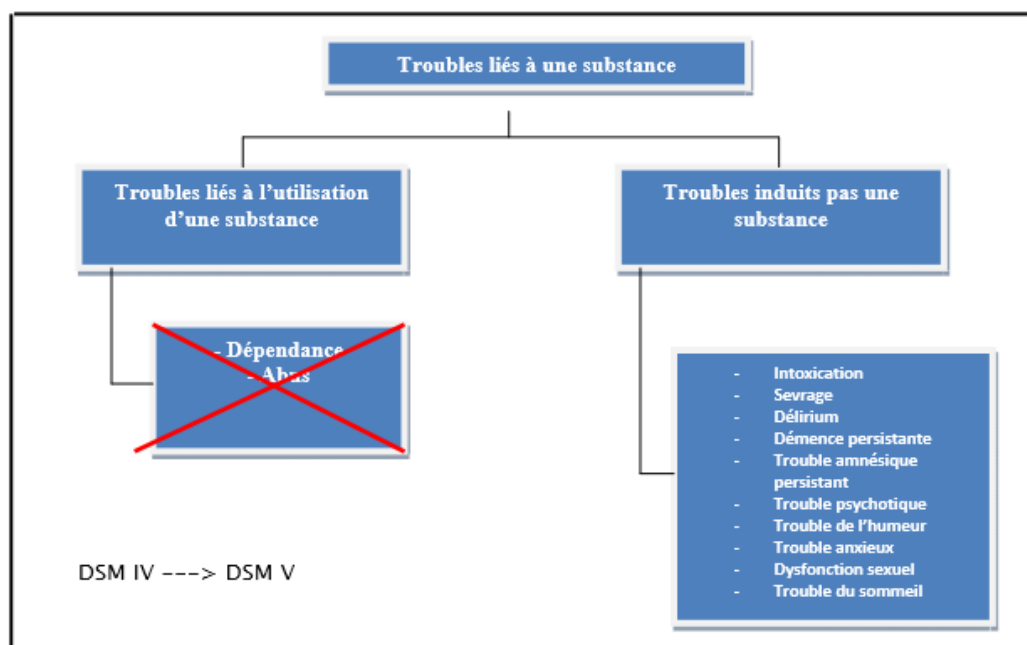 Troubles liés à une substance
Troubles liés à l'utilisation
d'une substance
Troubles induits pas une
substance
- Dépendance
- Abus
- Intoxication
- Sevrage
- Délirium
- Démence persistante
- Trouble amnésique
persistant
- Trouble psychotique
- Trouble de l'humeur
- Trouble anxieux
- Dysfonction sexuel
- Trouble du sommeil
DSM IV ---> DSM V